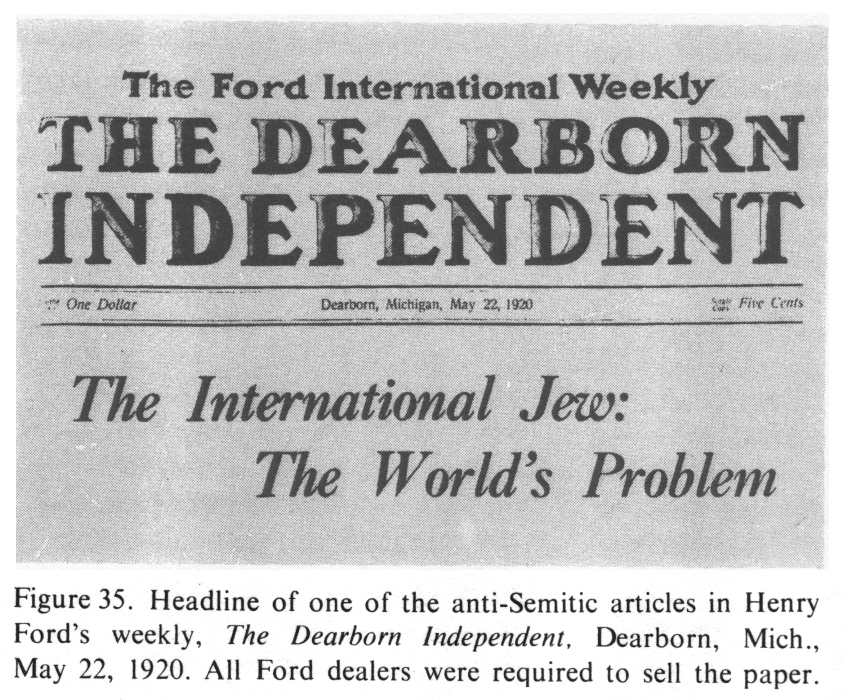 The Ford International Weekly
THE DEARBORN
INDEPENDENT
One Dollar Dearborn, Michigan, May 22, 1920 Single Copy Five Cents
The International Jew:
The World's Problem
Figure 35. Headline of one of the anti-Semitic articles in Henry
Ford's weekly, The Dearborn Independent, Dearborn, Mich.,
May 22, 1920. All Ford dealers were required to sell the paper.